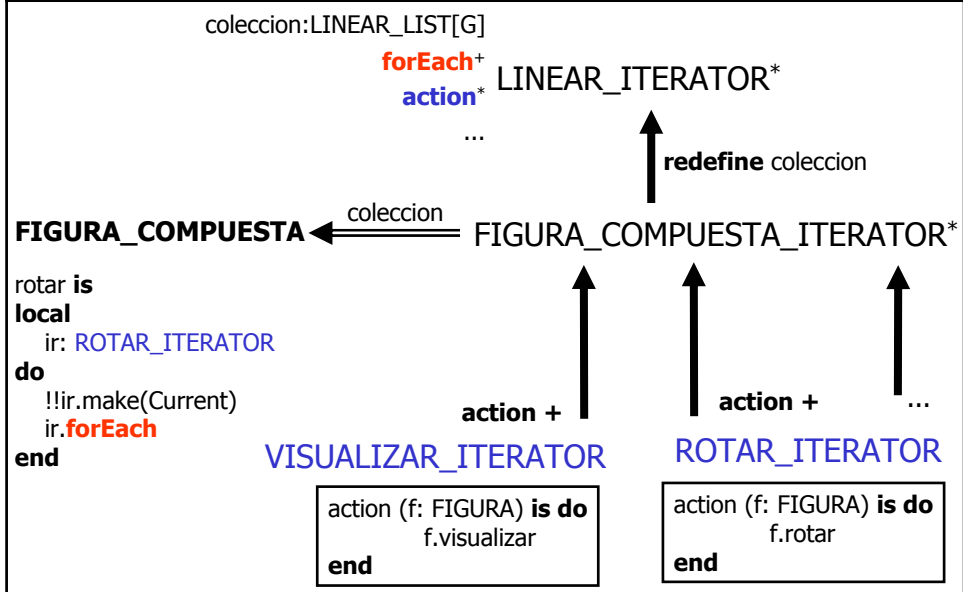 coleccion:LINEAR_LIST[G]
forEach+
action*
...
LINEAR_ITERATOR*
redefine coleccion
FIGURA_COMPUESTA
coleccion
FIGURA_COMPUESTA_ITERATOR*
rotar is
local
ir: ROTAR_ITERATOR
do
!!ir.make(Current)
ir.forEach
end
action +
action +
...
VISUALIZAR_ITERATOR
ROTAR_ITERATOR
action (f: FIGURA) is do
f.visualizar
end
action (f: FIGURA) is do
f.rotar
end